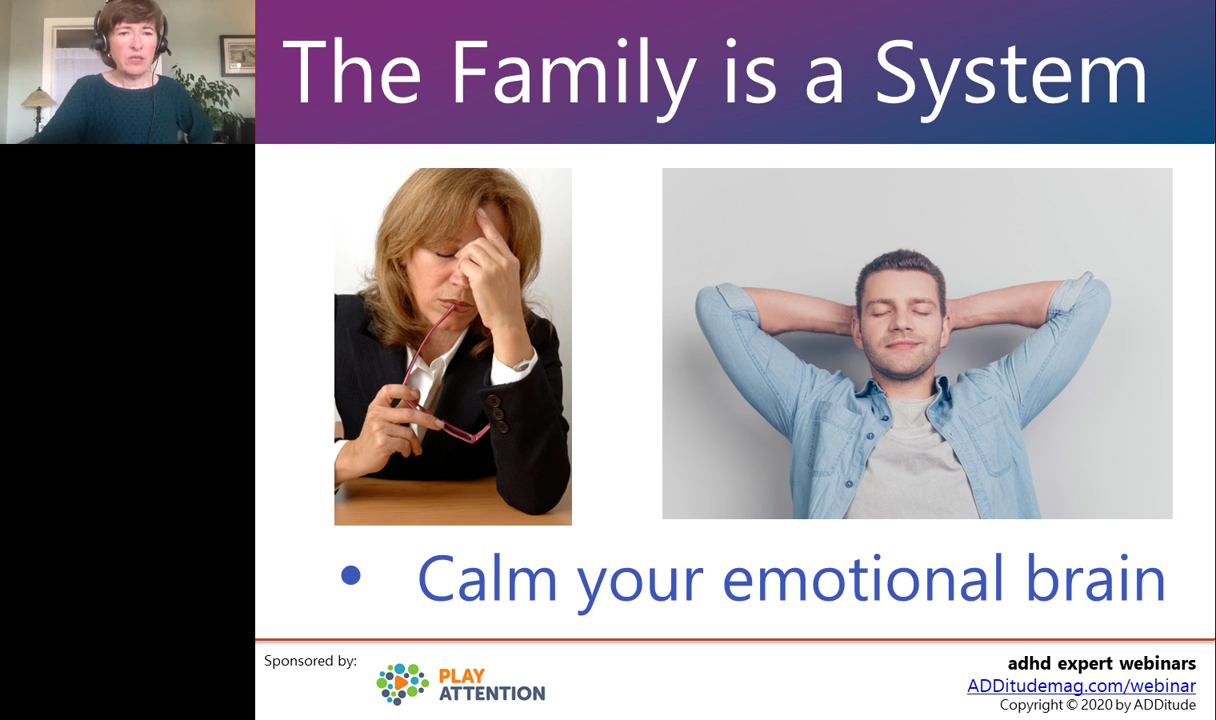 The Family is a System
• Calm your emotional brain
Sponsored by:
PLAY
ATTENTION
adhd expert webinars
ADDitudemag.com/webinar
Copyright © 2020 by ADDitude